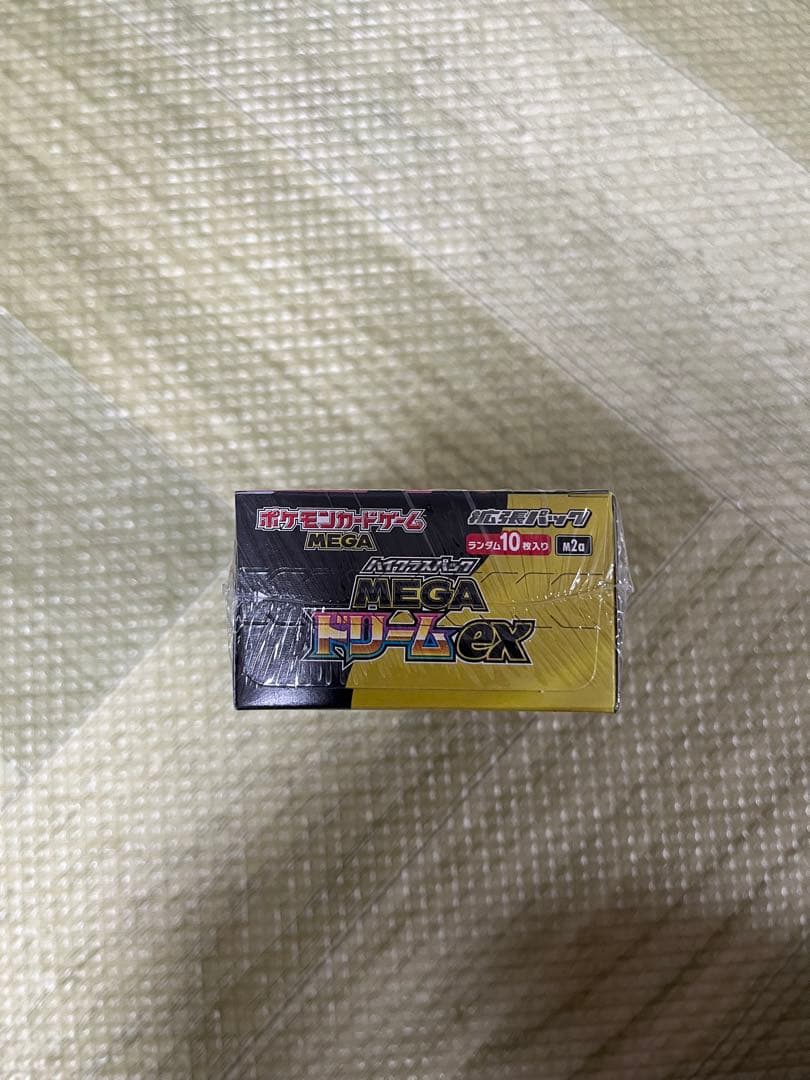 ポケモンカードゲーム
MEGA
拡張パック
ランダム10枚入り M2a
ハイクラスパック
MEGA
ドリームex